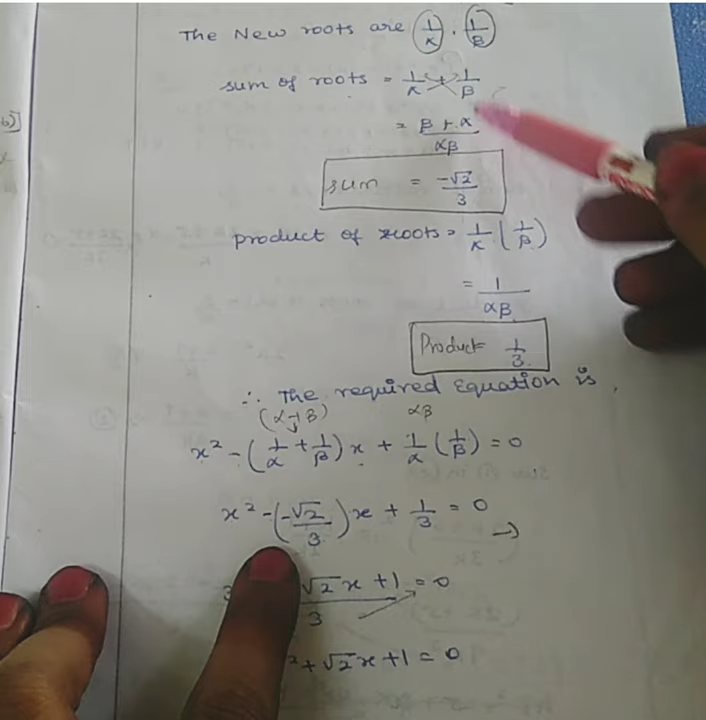 The New roots are (1/α), (1/β)
sum of roots = 1/α + 1/β
= β + α / αβ
sum = -√2/3
product of roots = 1/α (1/β)
= 1/αβ
Product = 1/3
∴ The required Equation is,
(α+β) αβ
x² - (1/α + 1/β)x + 1/α (1/β) = 0
x² - (-√2/3)x + 1/3 = 0
√2x + 1 / 3 = 0
² + √2x + 1 = 0